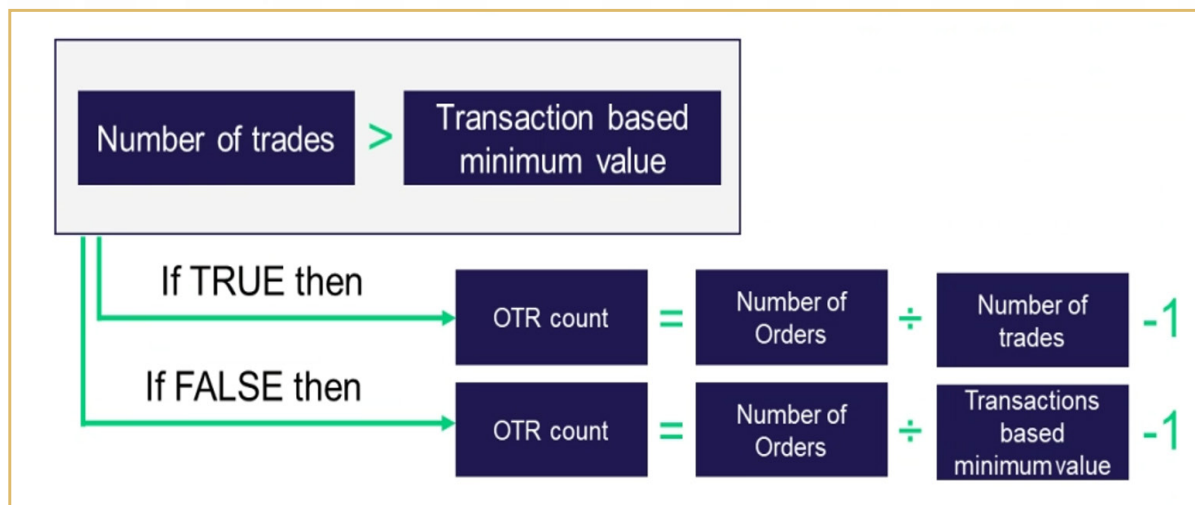 Number of trades > Transaction based
minimum value
If TRUE then
OTR count = Number of
Orders ÷ Number of
trades -1
If FALSE then
OTR count = Number of
Orders ÷ Transactions
based
minimum value -1